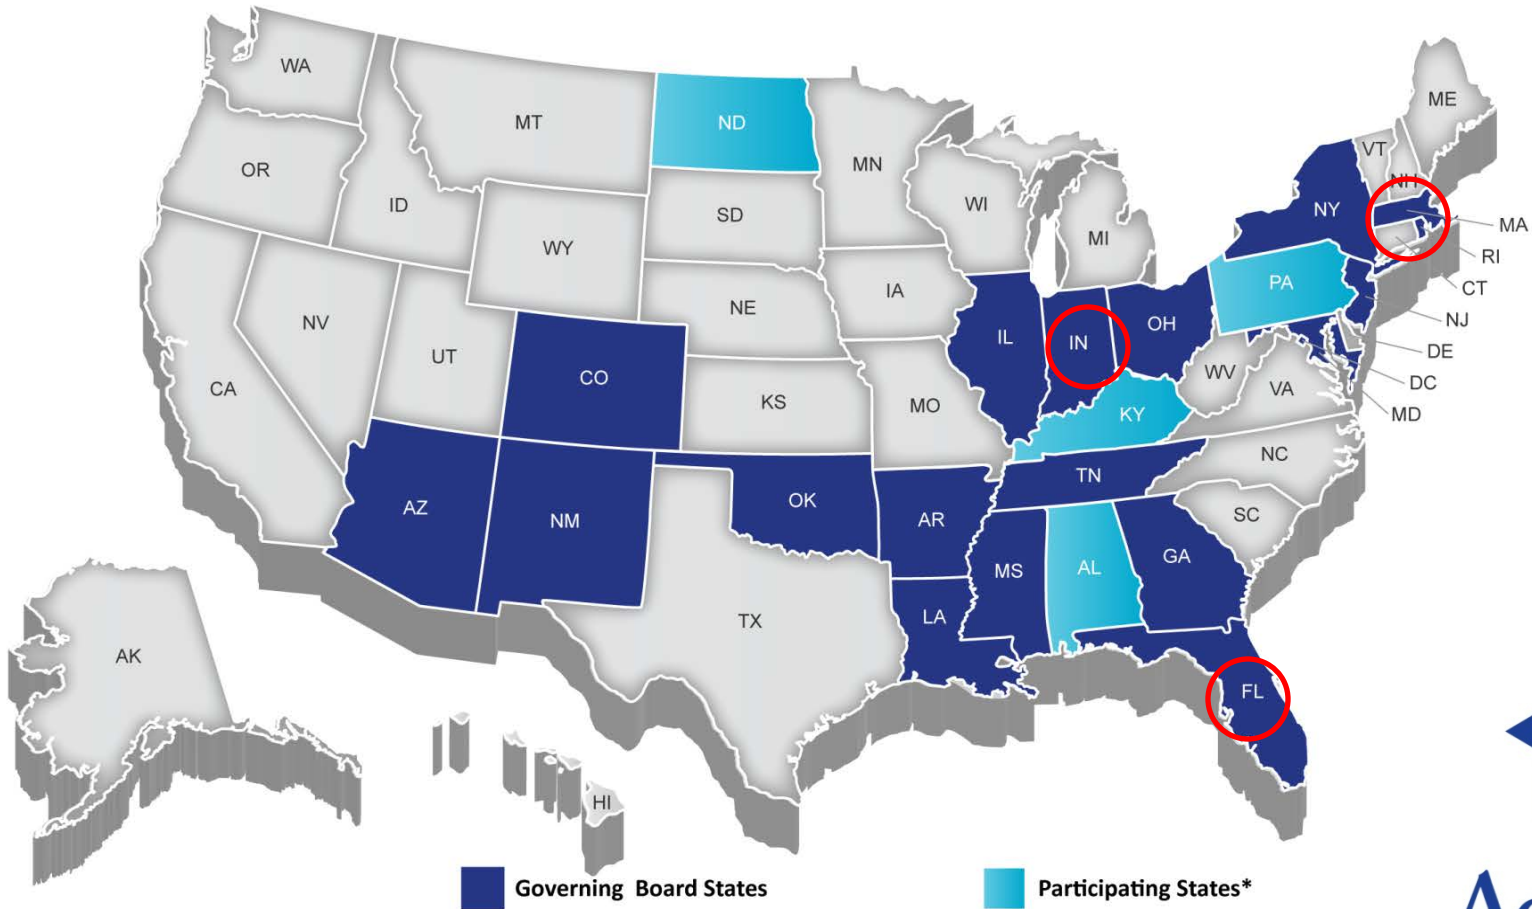 WA
ME
MT
ND
VT
OR
MN
NH
ID
SD
WI
NY
MA
WY
MI
RI
CT
IA
PA
NE
NJ
NV
IL
IN
OH
DE
UT
WV
DC
CA
CO
VA
KS
MO
MD
KY
NC
TN
AZ
OK
NM
AR
SC
GA
MS
AL
LA
TX
AK
FL
HI
Governing Board States
Participating States*